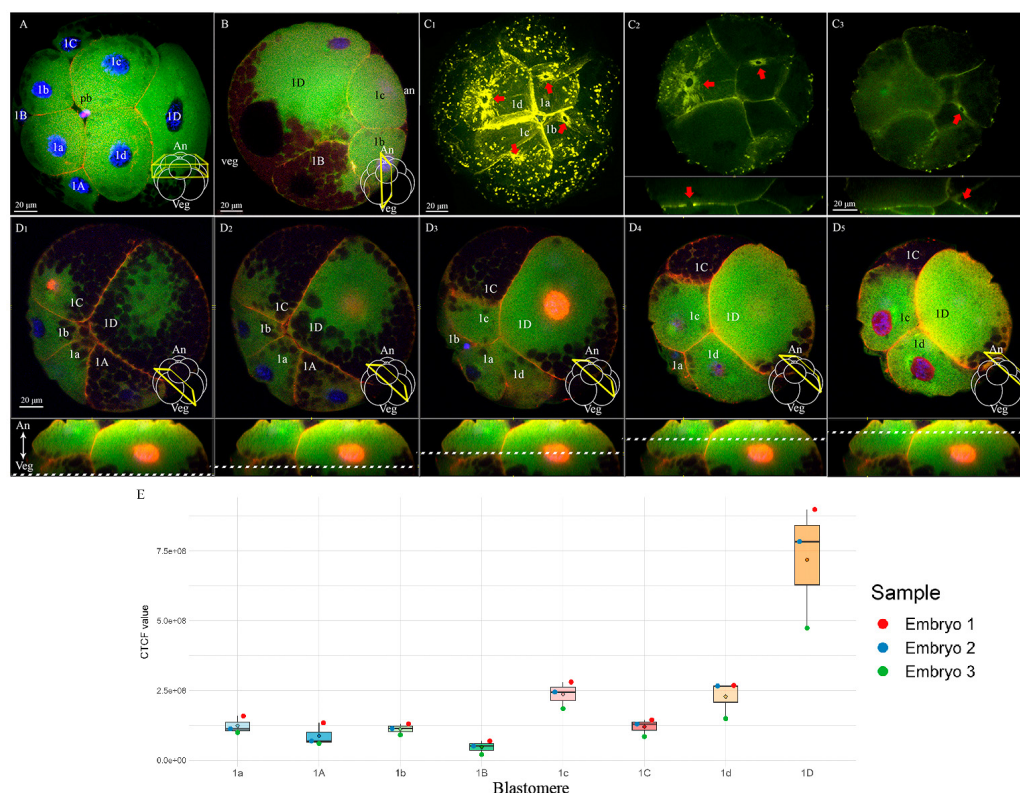 A
1C
1c
1b
pb
1B
1D
1a
1d
1A
An
Veg
20 μm
B
1D
1c
an
1b
veg
1B
An
Veg
20 μm
C1
1d
1a
1c
1b
20 μm
C2
C3
20 μm
D1
1C
1b
1D
1a
1A
An
Veg
20 μm
D2
1C
1b
1D
1a
1A
An
Veg
D3
1C
1c
1D
1b
1a
1d
An
Veg
D4
1C
1c
1D
1d
1a
An
Veg
D5
1C
1c
1D
1d
An
Veg
An
Veg
E
CTCF value
7.5e+08
5.0e+08
2.5e+08
0.0e+00
1a 1A 1b 1B 1c 1C 1d 1D
Blastomere
Sample
Embryo 1
Embryo 2
Embryo 3